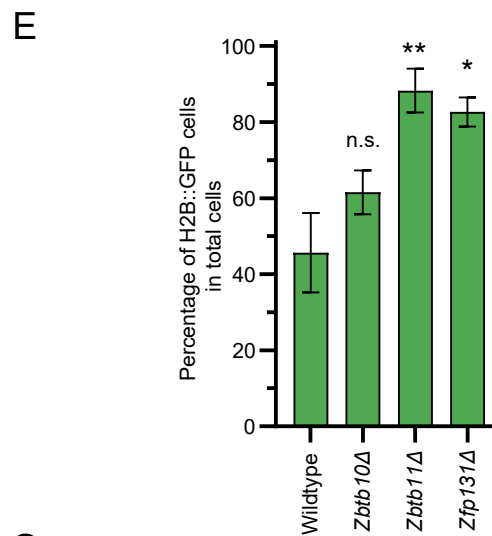 E
Percentage of H2B::GFP cells
in total cells
100
80
60
40
20
0
n.s.
**
*
Wildtype
Zbtb10Δ
Zbtb11Δ
Zfp131Δ